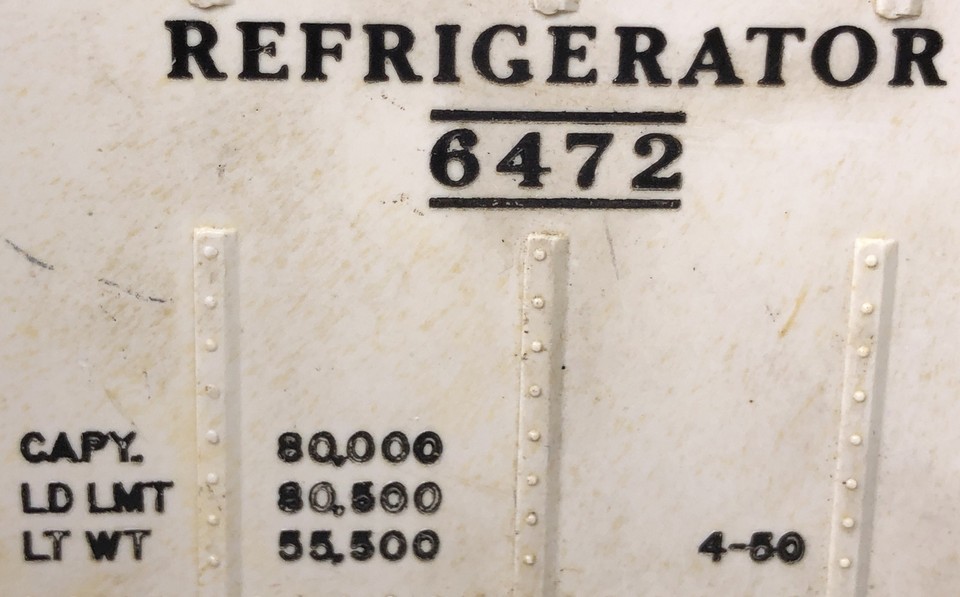 REFRIGERATOR
6472
CAPY. 80,000
LD LMT 80,500
LT WT 55,500 4-50